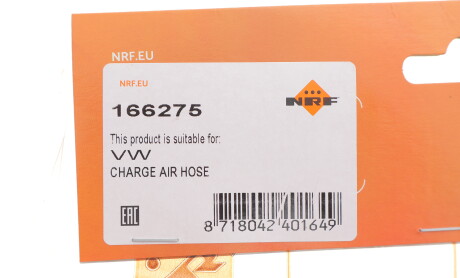 NRF.EU
NRF.EU
166275
NRF
This product is suitable for:
VW
CHARGE AIR HOSE
EAC
8 718042 401649